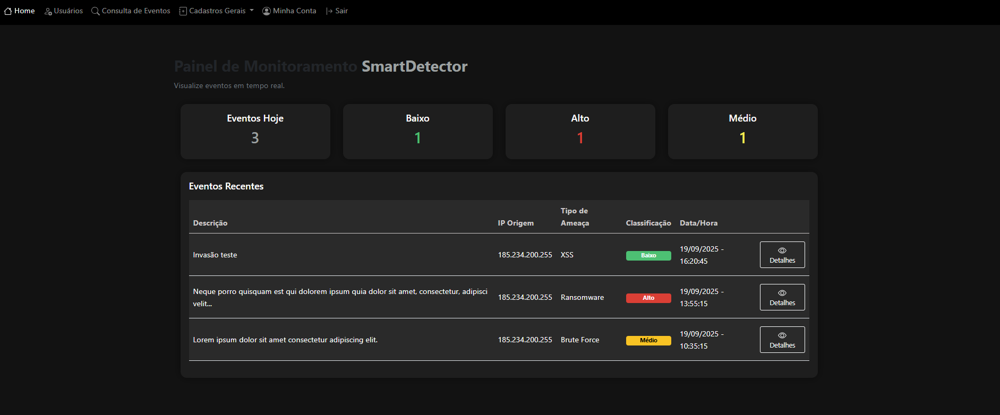 Home Usuários Consulta de Eventos Cadastros Gerais Minha Conta Sair
Painel de Monitoramento SmartDetector
Visualize eventos em tempo real.
Eventos Hoje
3
Baixo
1
Alto
1
Médio
1
Eventos Recentes
Descrição IP Origem Tipo de Ameaça Classificação Data/Hora
Invasão teste 185.234.200.255 XSS Baixo 19/09/2025 - 16:20:45 Detalhes
Neque porro quisquam est qui dolorem ipsum quia dolor sit amet, consectetur, adipisci
velit... 185.234.200.255 Ransomware Alto 19/09/2025 - 13:55:15 Detalhes
Lorem ipsum dolor sit amet consectetur adipiscing elit. 185.234.200.255 Brute Force Médio 19/09/2025 - 10:35:15 Detalhes